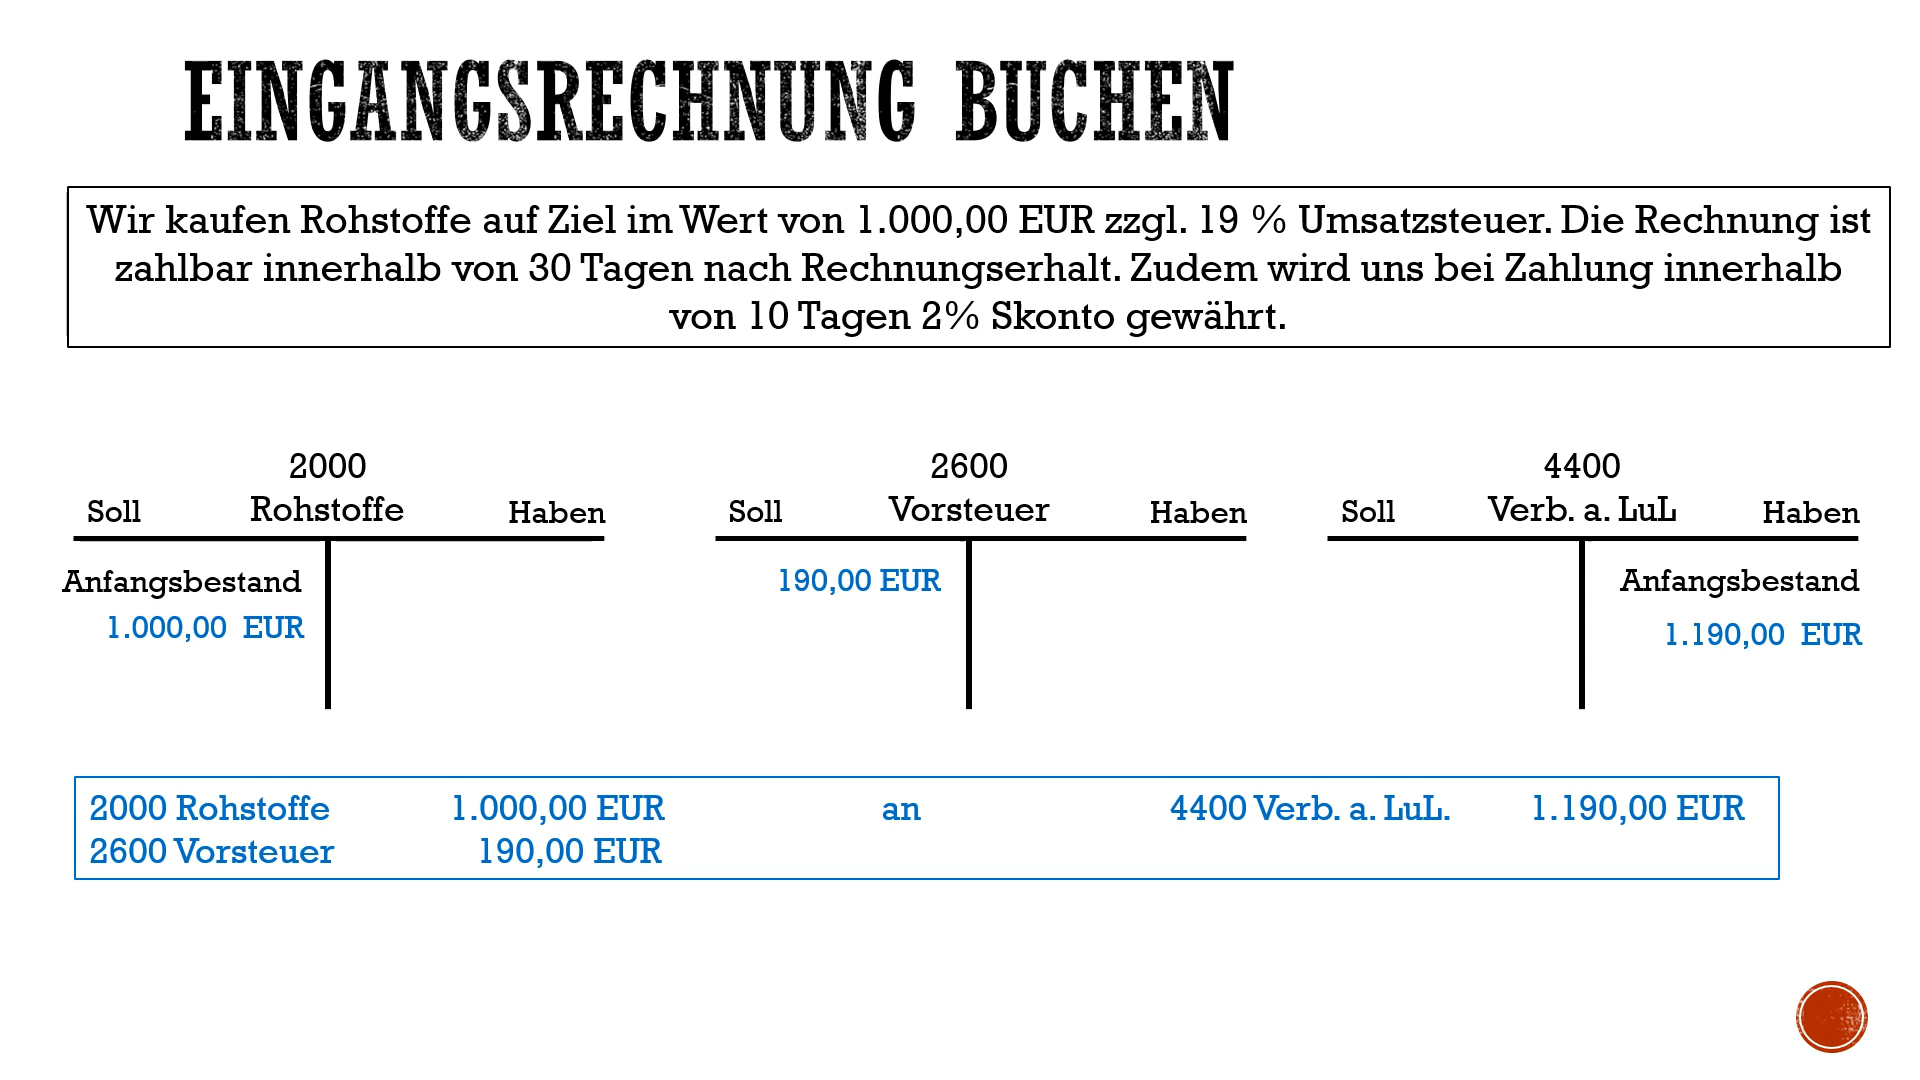 EINGANGSRECHNUNG BUCHEN
Wir kaufen Rohstoffe auf Ziel im Wert von 1.000,00 EUR zzgl. 19 % Umsatzsteuer. Die Rechnung ist
zahlbar innerhalb von 30 Tagen nach Rechnungserhalt. Zudem wird uns bei Zahlung innerhalb
von 10 Tagen 2% Skonto gewährt.
2000
Soll Rohstoffe Haben
Anfangsbestand
1.000,00 EUR
2600
Soll Vorsteuer Haben
190,00 EUR
4400
Soll Verb. a. LuL Haben
Anfangsbestand
1.190,00 EUR
2000 Rohstoffe 1.000,00 EUR an 4400 Verb. a. LuL. 1.190,00 EUR
2600 Vorsteuer 190,00 EUR